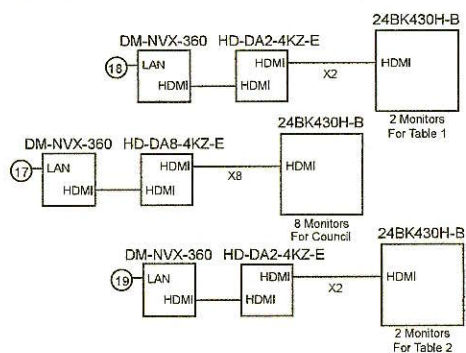 24BK430H-B
DM-NVX-360 HD-DA2-4KZ-E
18 LAN HDMI HDMI
HDMI HDMI X2
2 Monitors
For Table 1
24BK430H-B
DM-NVX-360 HD-DA8-4KZ-E
17 LAN HDMI HDMI
HDMI HDMI X8
8 Monitors
For Council
24BK430H-B
DM-NVX-360 HD-DA2-4KZ-E
19 LAN HDMI HDMI
HDMI HDMI X2
2 Monitors
For Table 2